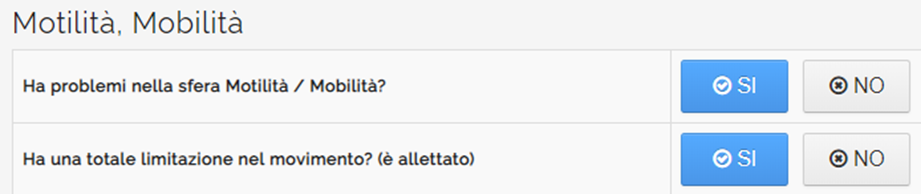 Motilità, Mobilità
Ha problemi nella sfera Motilità / Mobilità? SI NO
Ha una totale limitazione nel movimento? (è allettato) SI NO